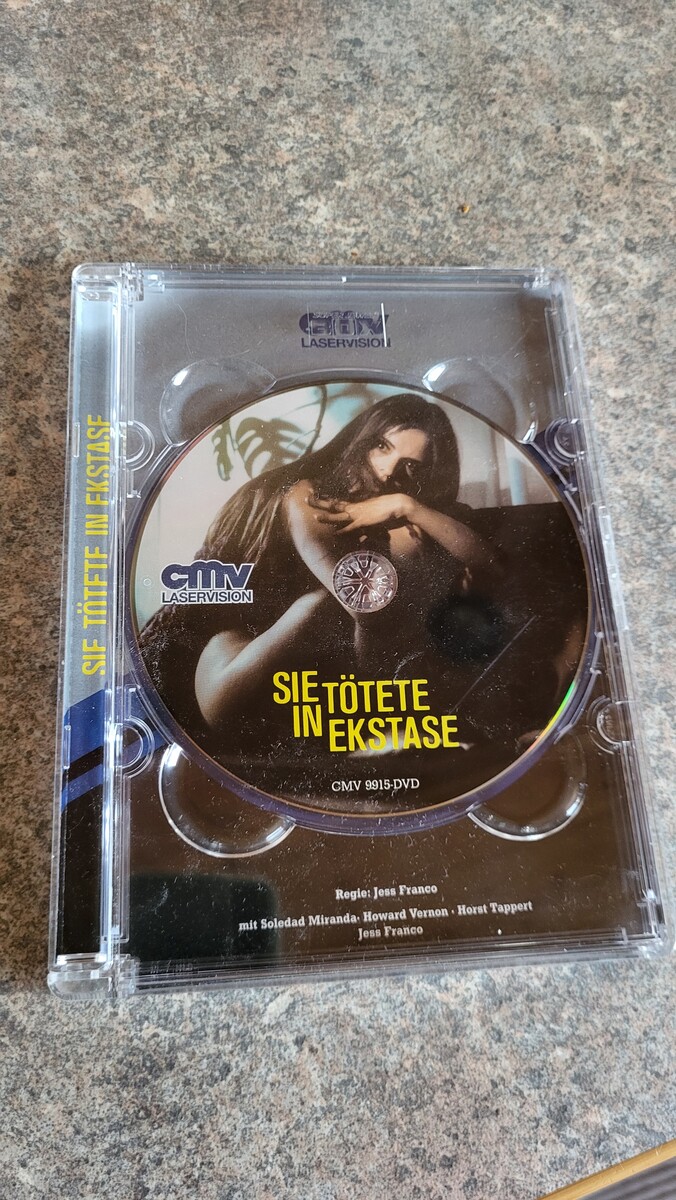 cmv
LASERVISION
SIE TÖTETE IN EKSTASE
cmv
LASERVISION
SIE TÖTETE
IN EKSTASE
CMV 9915-DVD
Regie: Jess Franco
mit Soledad Miranda · Howard Vernon · Horst Tappert
Jess Franco